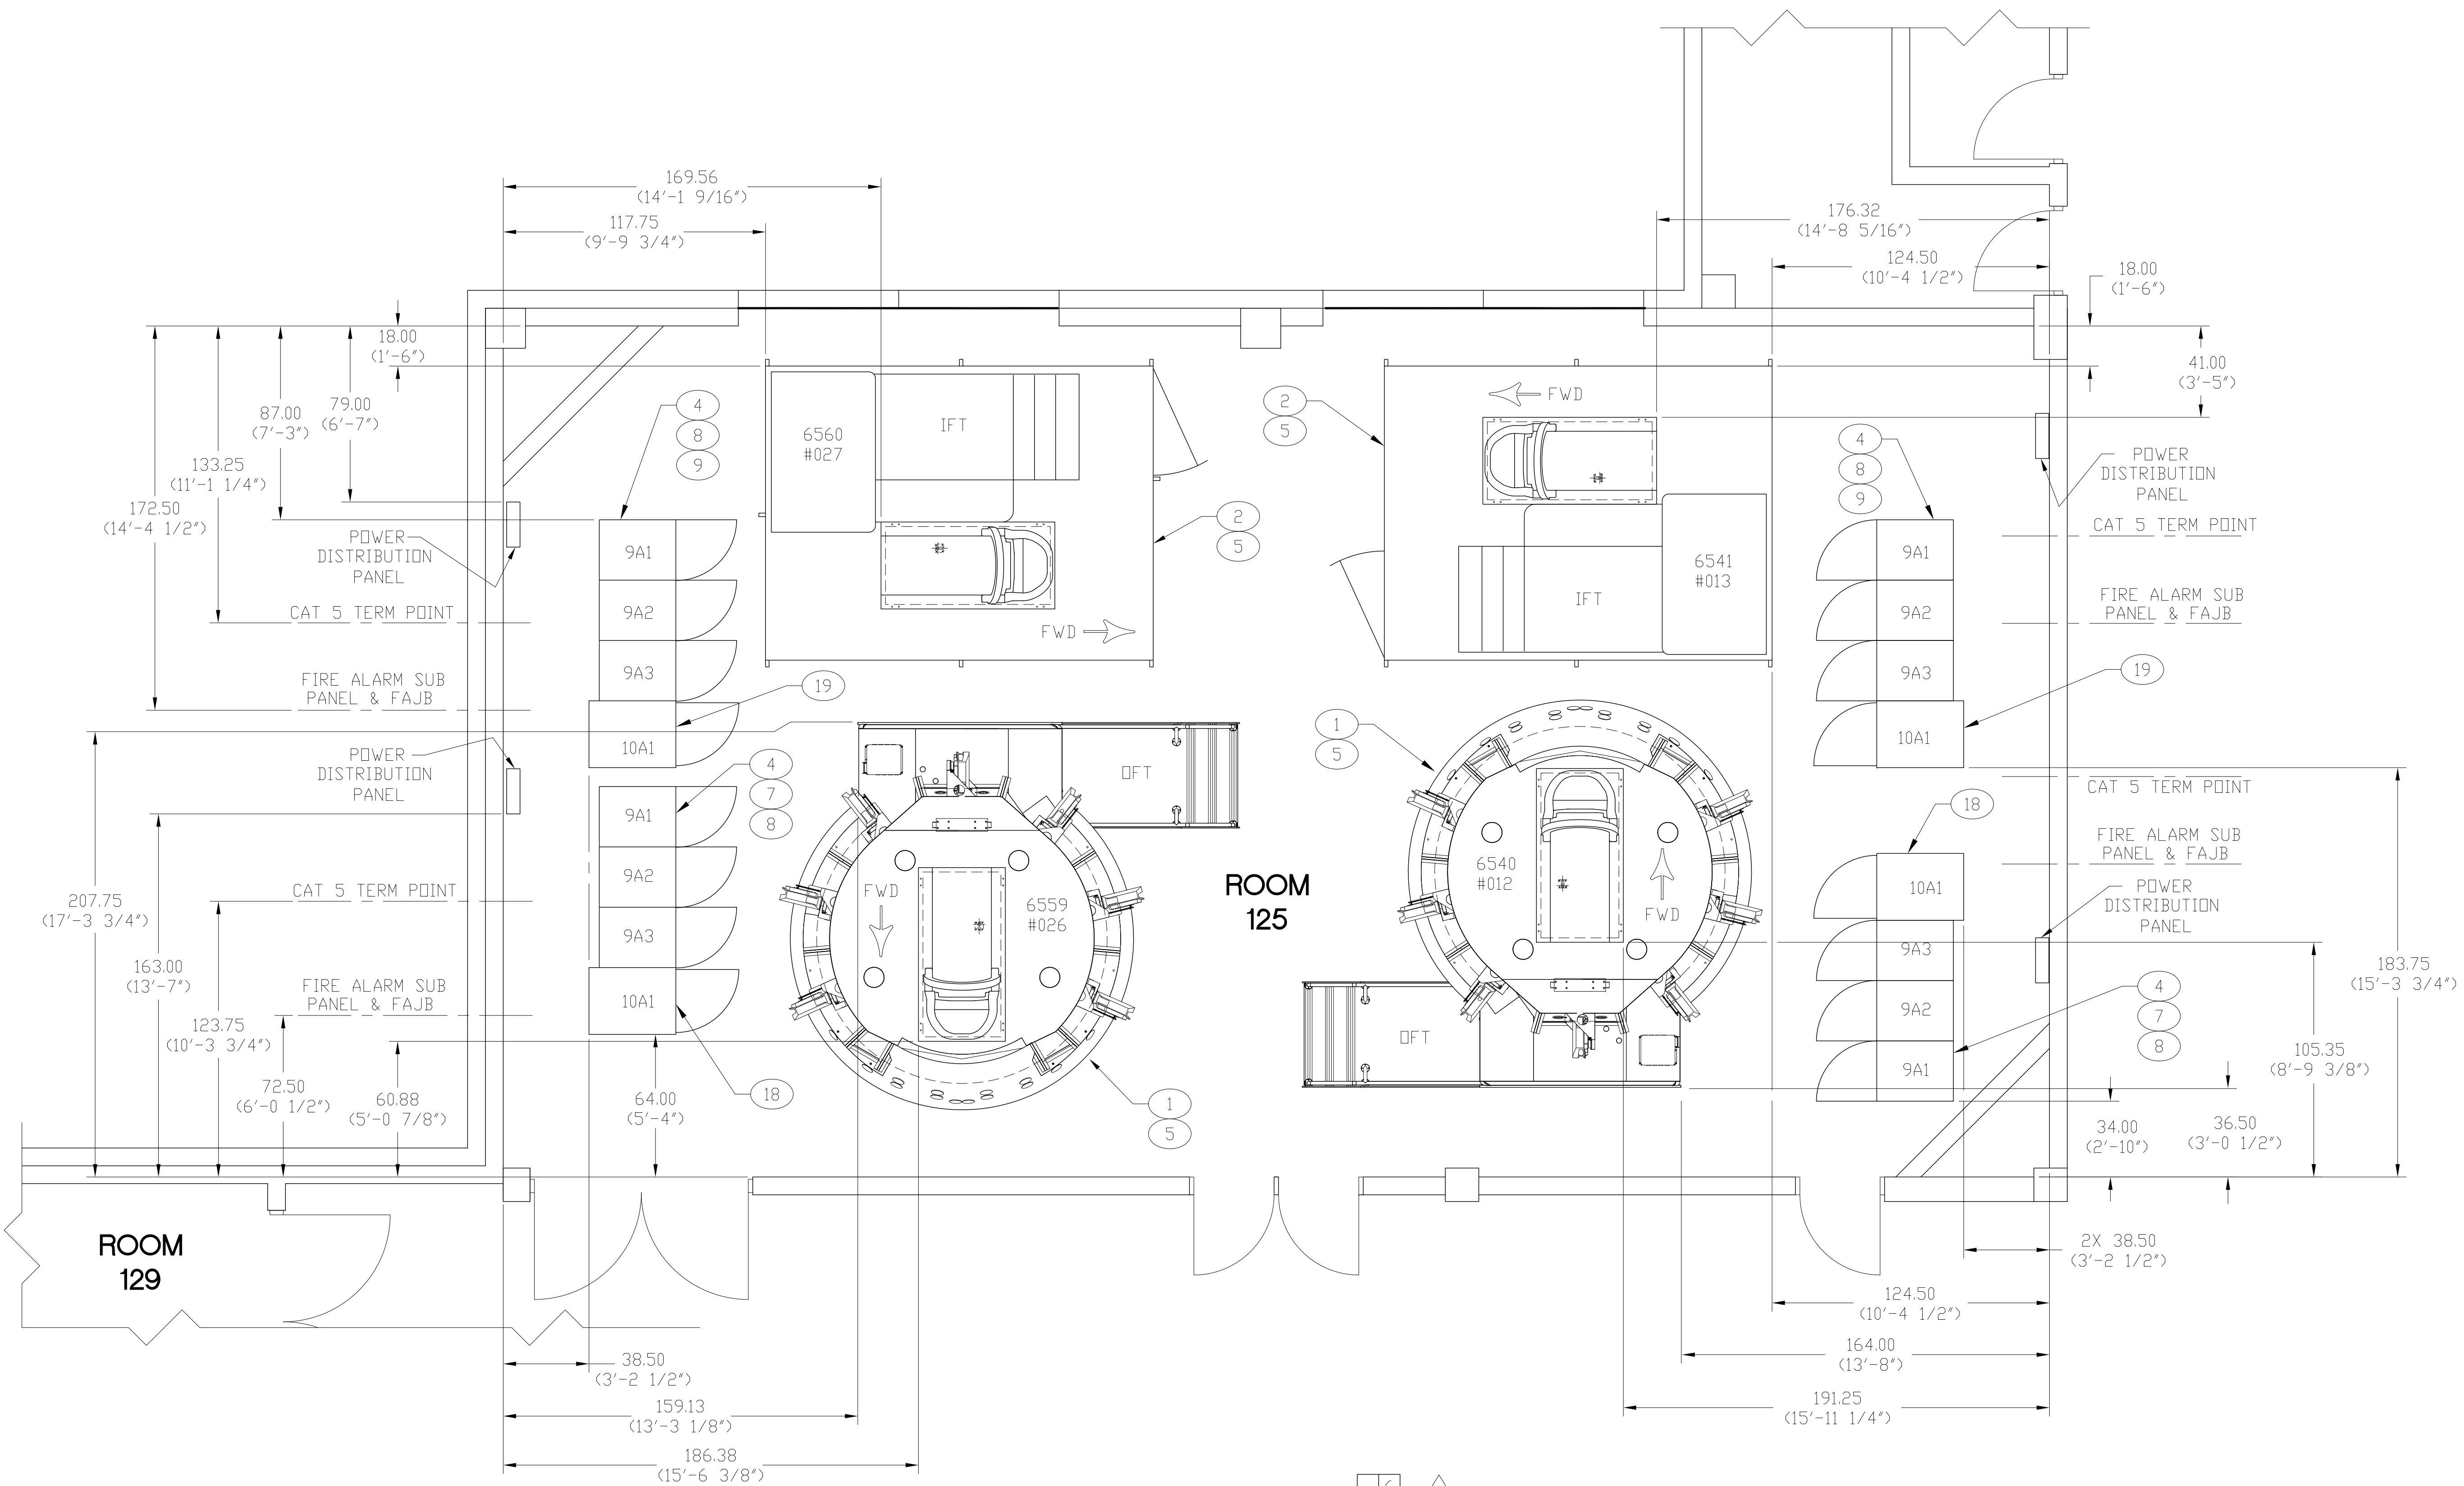 169.56
(14'-1 9/16")
117.75
(9'-9 3/4")
176.32
(14'-8 5/16")
124.50
(10'-4 1/2")
18.00
(1'-6")
18.00
(1'-6")
41.00
(3'-5")
87.00
(7'-3")
79.00
(6'-7")
133.25
(11'-1 1/4")
172.50
(14'-4 1/2")
POWER
DISTRIBUTION
PANEL
CAT 5 TERM POINT
FIRE ALARM SUB
PANEL & FAJB
POWER
DISTRIBUTION
PANEL
CAT 5 TERM POINT
FIRE ALARM SUB
PANEL & FAJB
207.75
(17'-3 3/4")
163.00
(13'-7")
123.75
(10'-3 3/4")
72.50
(6'-0 1/2")
60.88
(5'-0 7/8")
64.00
(5'-4")
4
8
9
9A1
9A2
9A3
10A1
19
4
7
8
9A1
9A2
9A3
10A1
18
6560
#027
IFT
FWD
2
5
OFT
FWD
6559
#026
1
5
ROOM
125
2
5
FWD
6541
#013
IFT
1
5
6540
#012
FWD
OFT
4
8
9
9A1
9A2
9A3
10A1
19
18
10A1
9A3
9A2
9A1
4
7
8
POWER
DISTRIBUTION
PANEL
CAT 5 TERM POINT
FIRE ALARM SUB
PANEL & FAJB
CAT 5 TERM POINT
FIRE ALARM SUB
PANEL & FAJB
POWER
DISTRIBUTION
PANEL
183.75
(15'-3 3/4")
105.35
(8'-9 3/8")
36.50
(3'-0 1/2")
34.00
(2'-10")
2X 38.50
(3'-2 1/2")
124.50
(10'-4 1/2")
164.00
(13'-8")
191.25
(15'-11 1/4")
ROOM
129
38.50
(3'-2 1/2")
159.13
(13'-3 1/8")
186.38
(15'-6 3/8")